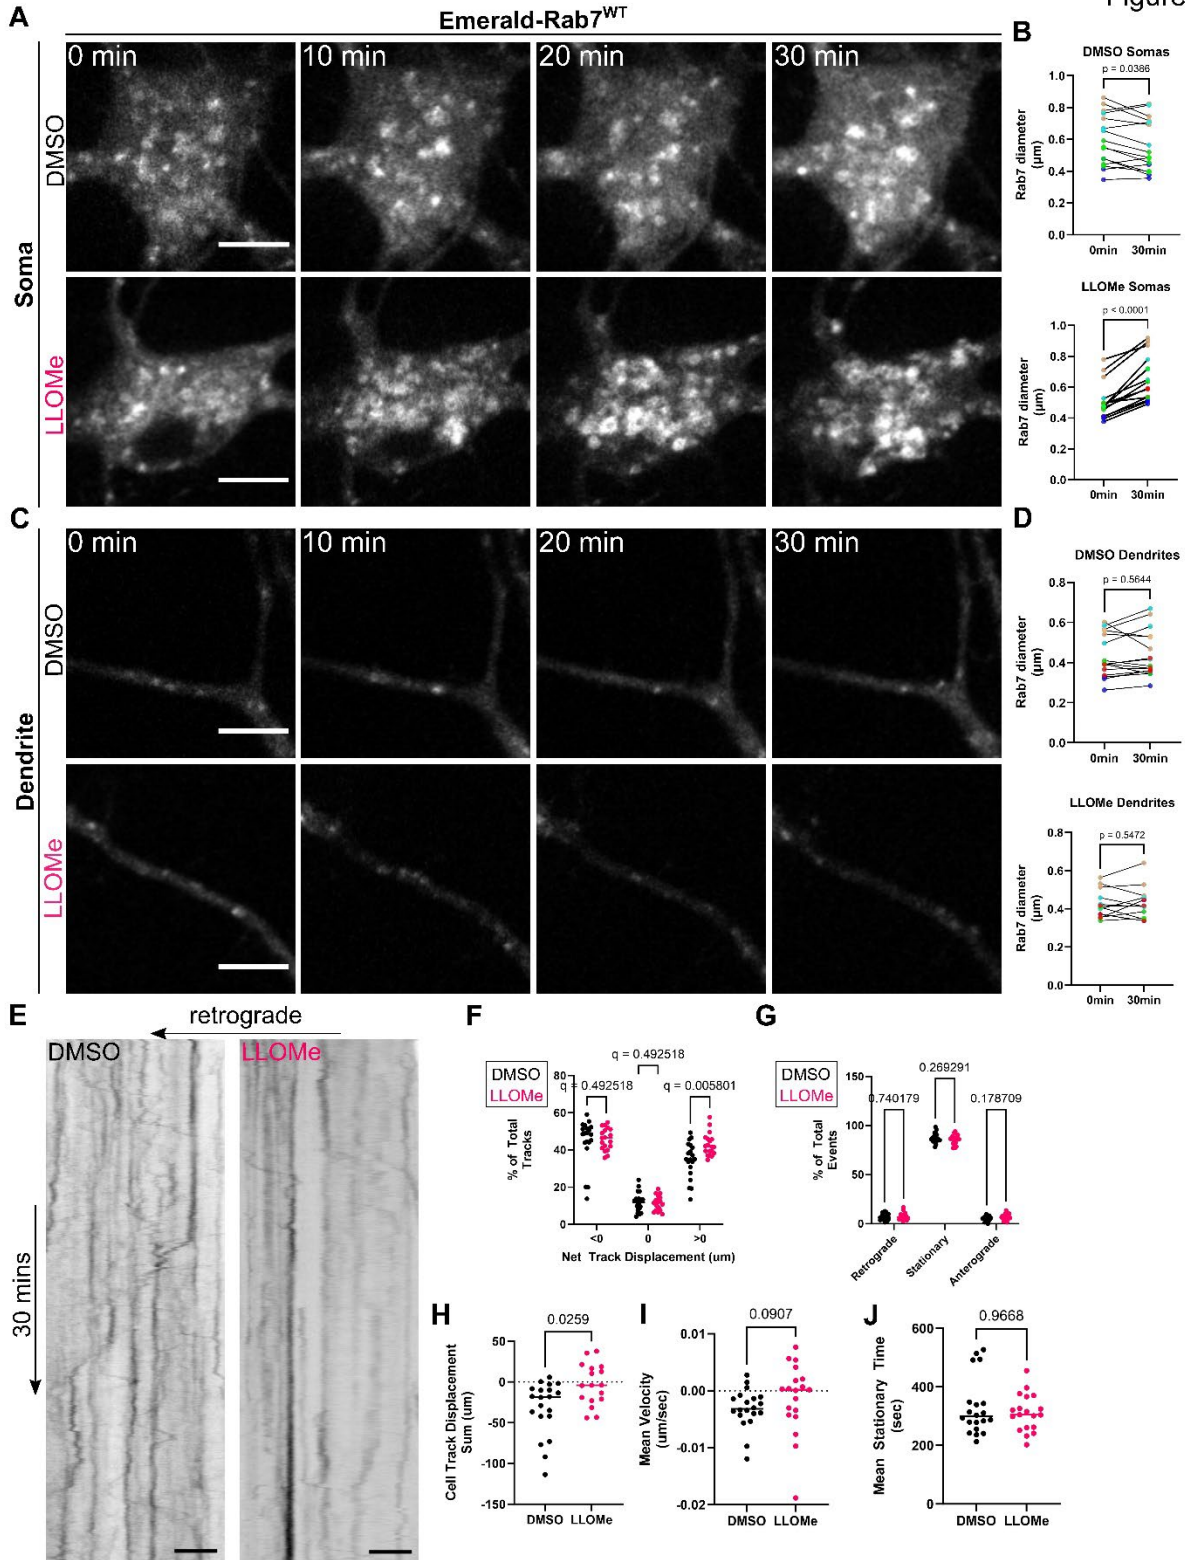 Figure
A
Emerald-Rab7WT
0 min
10 min
20 min
30 min
Soma
DMSO
LLOMe
B
DMSO Somas
p = 0.0386
1.0
0.8
0.6
0.4
0.2
0.0
Rab7 diameter
(µm)
0min 30min
LLOMe Somas
p < 0.0001
1.0
0.8
0.6
0.4
0.2
0.0
Rab7 diameter
(µm)
0min 30min
C
0 min
10 min
20 min
30 min
Dendrite
DMSO
LLOMe
D
DMSO Dendrites
p = 0.5644
0.8
0.6
0.4
0.2
0.0
Rab7 diameter
(µm)
0min 30min
LLOMe Dendrites
p = 0.5472
0.8
0.6
0.4
0.2
0.0
Rab7 diameter
(µm)
0min 30min
E
retrograde
DMSO
LLOMe
30 mins
F
DMSO
LLOMe
q = 0.492518
q = 0.492518
q = 0.005801
80
60
40
20
0
% of Total
Tracks
<0 0 >0
Net Track Displacement (um)
G
DMSO
LLOMe
0.740179
0.269291
0.178709
150
100
50
0
% of Total
Events
Retrograde
Stationary
Anterograde
H
0.0259
50
0
-50
-100
-150
Cell Track Displacement
Sum (um)
DMSO LLOMe
I
0.0907
0.01
0.00
-0.01
-0.02
Mean Velocity
(um/sec)
DMSO LLOMe
J
0.9668
600
400
200
0
Mean Stationary Time
(sec)
DMSO LLOMe